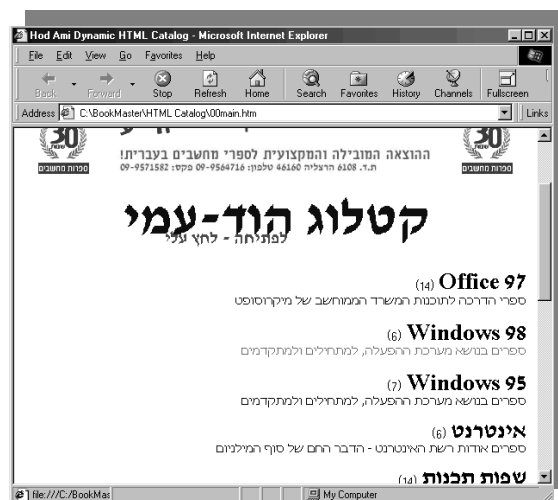 Hod Ami Dynamic HTML Catalog - Microsoft Internet Explorer
File Edit View Go Favorites Help
Back Forward Stop Refresh Home Search Favorites History Channels Fullscreen
Address C:\BookMaster\HTML Catalog\00main.htm Links
30
30
ההוצאה המובילה והמקצועית לספרי מחשבים בעברית!
ת.ד. 6108 הרצליה 46160 טלפון: 09-9564716 פקס: 09-9571582
ספרות מחשבים
ספרות מחשבים
קטלוג הוד-עמי
לפתיחה - לחץ עלי
Office 97 (14)
ספרי הדרכה לתוכנות המשרד הממוחשב של מיקרוסופט
Windows 98 (6)
ספרים בנושא מערכת ההפעלה, למתחילים ולמתקדמים
Windows 95 (7)
ספרים בנושא מערכת ההפעלה, למתחילים ולמתקדמים
אינטרנט (6)
ספרים אודות רשת האינטרנט - הדבר החם של סוף המילניום
שפות תכנות (14)
file:///C:/BookMas My Computer